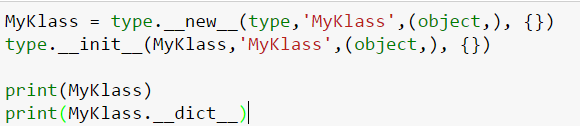 MyKlass = type.__new__(type,'MyKlass',(object,), {})
type.__init__(MyKlass,'MyKlass',(object,), {})
print(MyKlass)
print(MyKlass.__dict__)